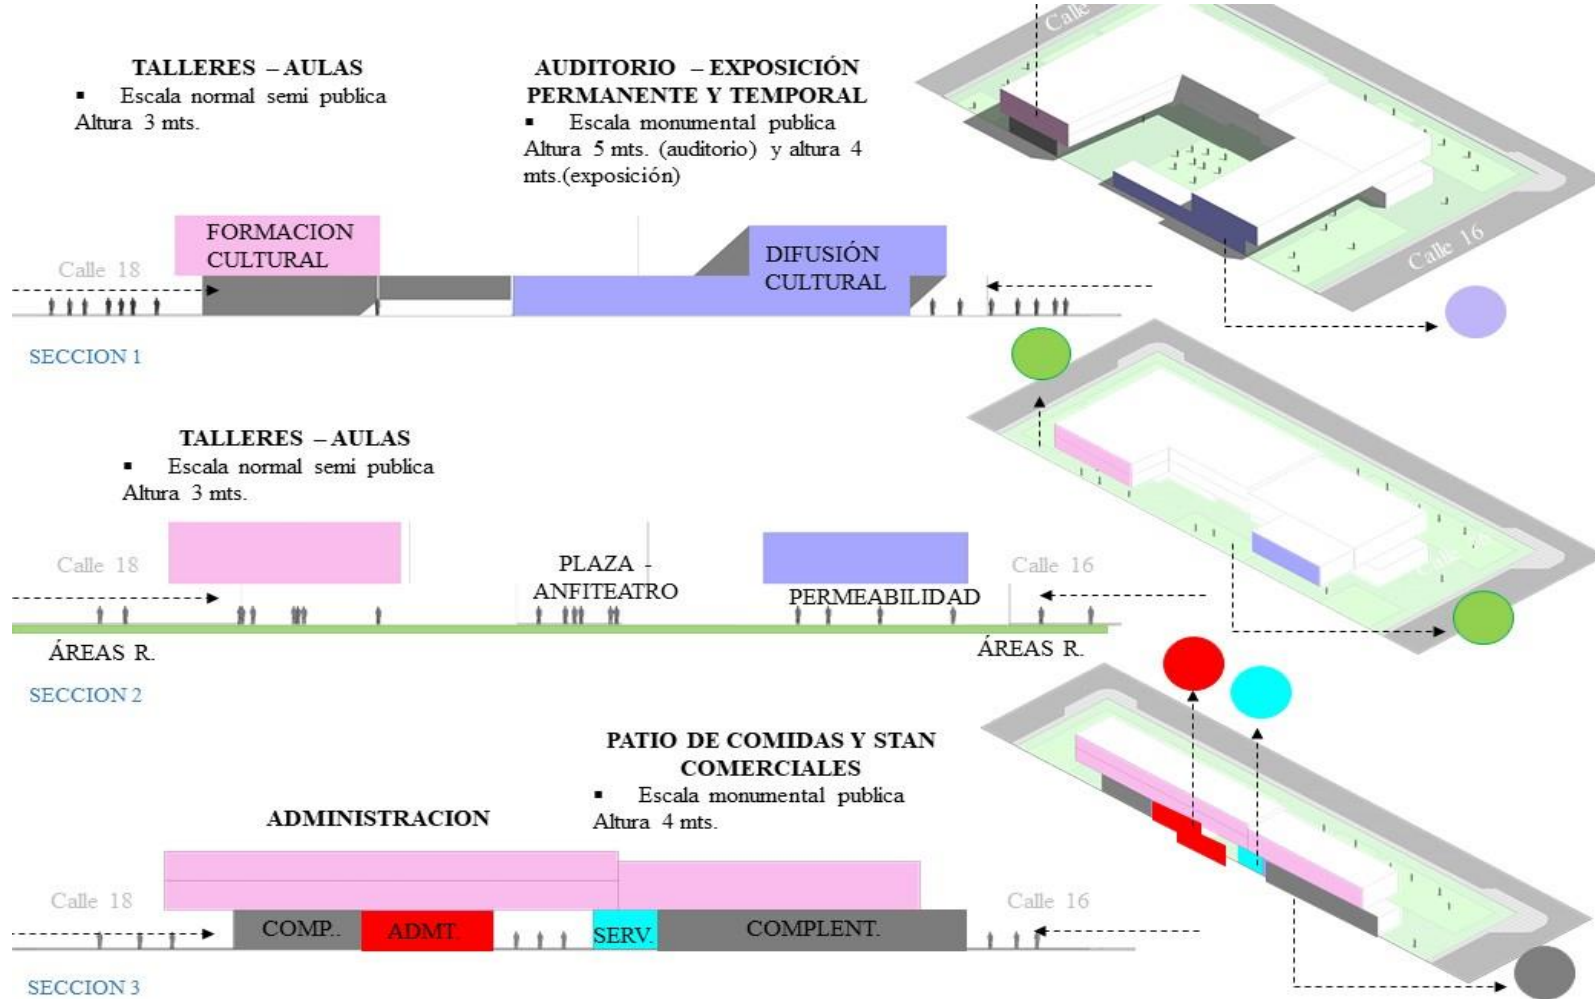 TALLERES – AULAS
▪ Escala normal semi publica
Altura 3 mts.
AUDITORIO – EXPOSICIÓN
PERMANENTE Y TEMPORAL
▪ Escala monumental publica
Altura 5 mts. (auditorio) y altura 4
mts.(exposición)
Calle
Calle 16
FORMACION
CULTURAL
DIFUSIÓN
CULTURAL
Calle 18
SECCION 1
TALLERES – AULAS
▪ Escala normal semi publica
Altura 3 mts.
Calle 18
PLAZA -
ANFITEATRO
PERMEABILIDAD
Calle 16
ÁREAS R.
ÁREAS R.
SECCION 2
PATIO DE COMIDAS Y STAN
COMERCIALES
▪ Escala monumental publica
Altura 4 mts.
ADMINISTRACION
Calle 18
COMP..
ADMT.
SERV.
COMPLENT.
Calle 16
SECCION 3